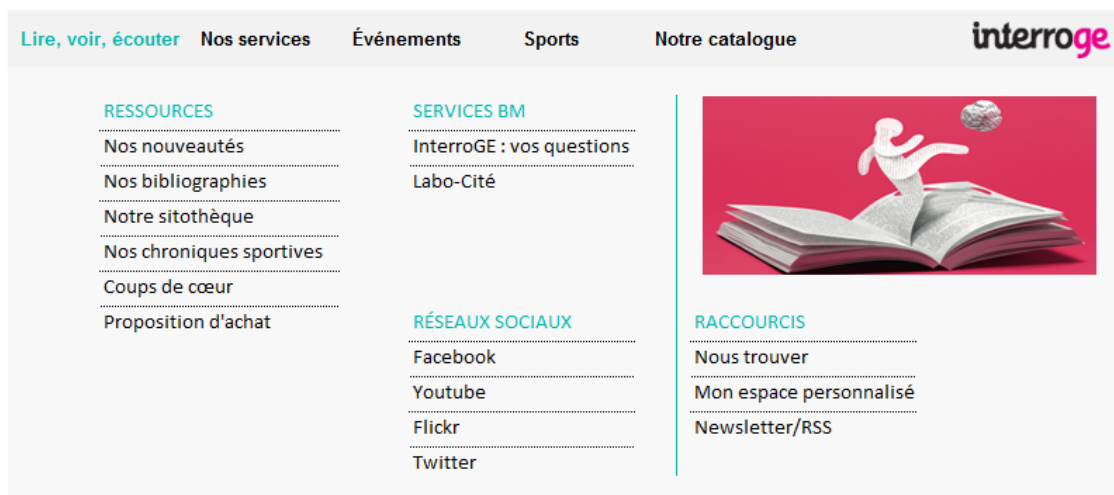 Lire, voir, écouter Nos services Événements Sports Notre catalogue interroge
RESSOURCES
Nos nouveautés
Nos bibliographies
Notre sitothèque
Nos chroniques sportives
Coups de cœur
Proposition d'achat
SERVICES BM
InterroGE : vos questions
Labo-Cité
RÉSEAUX SOCIAUX
Facebook
Youtube
Flickr
Twitter
RACCOURCIS
Nous trouver
Mon espace personnalisé
Newsletter/RSS